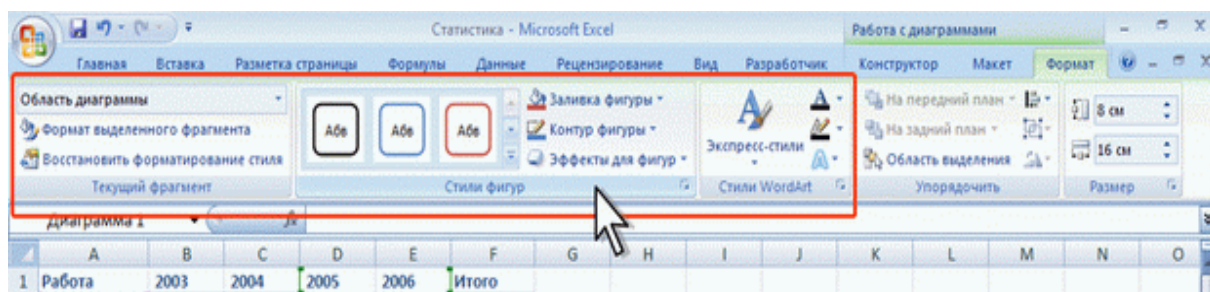 Статистика - Microsoft Excel Работа с диаграммами
Главная Вставка Разметка страницы Формулы Данные Рецензирование Вид Разработчик Конструктор Макет Формат
Область диаграммы
Формат выделенного фрагмента
Восстановить форматирование стиля
Текущий фрагмент
Абв Абв Абв
Заливка фигуры
Контур фигуры
Эффекты для фигур
Стили фигур
Экспресс-стили
Стили WordArt
На передний план
На задний план
Область выделения
Упорядочить
8 см
16 см
Размер
Диаграмма 1 fx
A B C D E F G H I J K L M N O
1 Работа 2003 2004 2005 2006 Итого